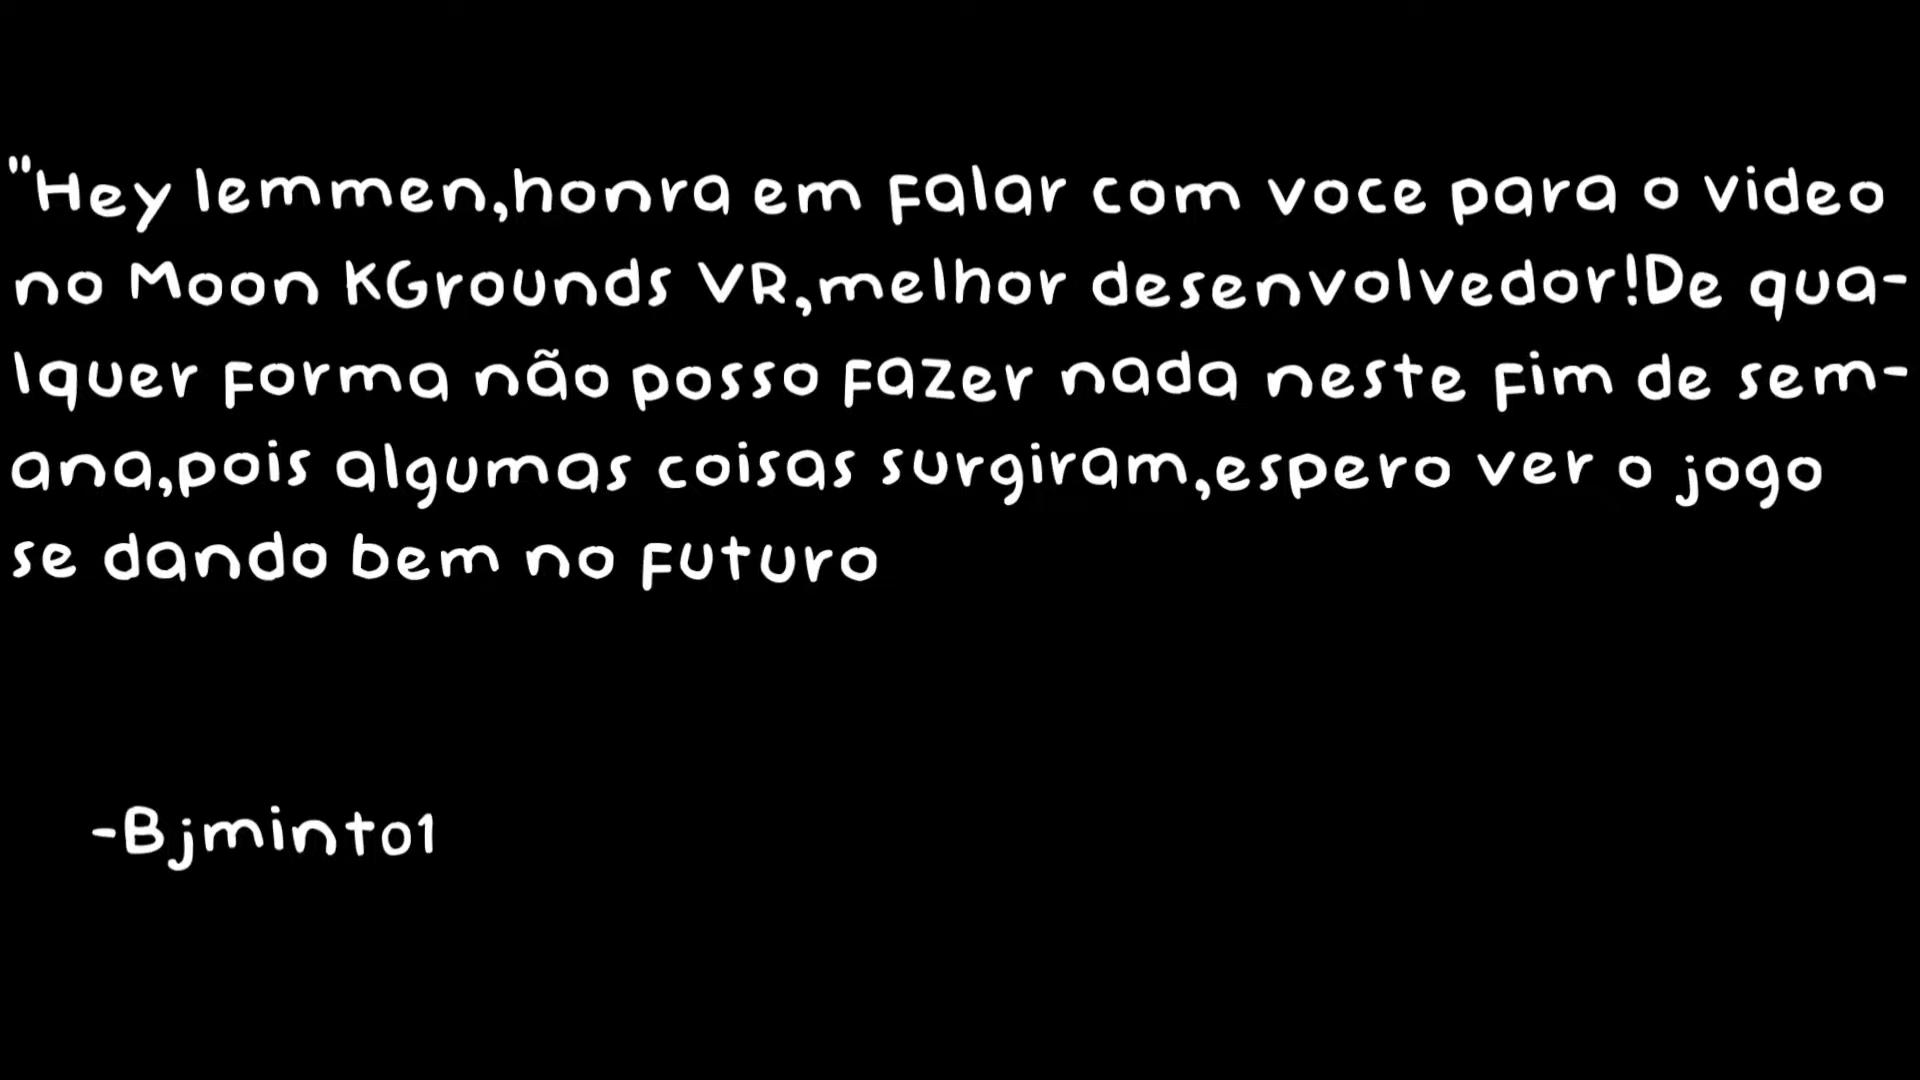 "Hey lemmen,honra em falar com voce para o video
no Moon KGrounds VR,melhor desenvolvedor!De qua-
lquer forma não posso fazer nada neste fim de sem-
ana,pois algumas coisas surgiram,espero ver o jogo
se dando bem no futuro
-Bjminto1